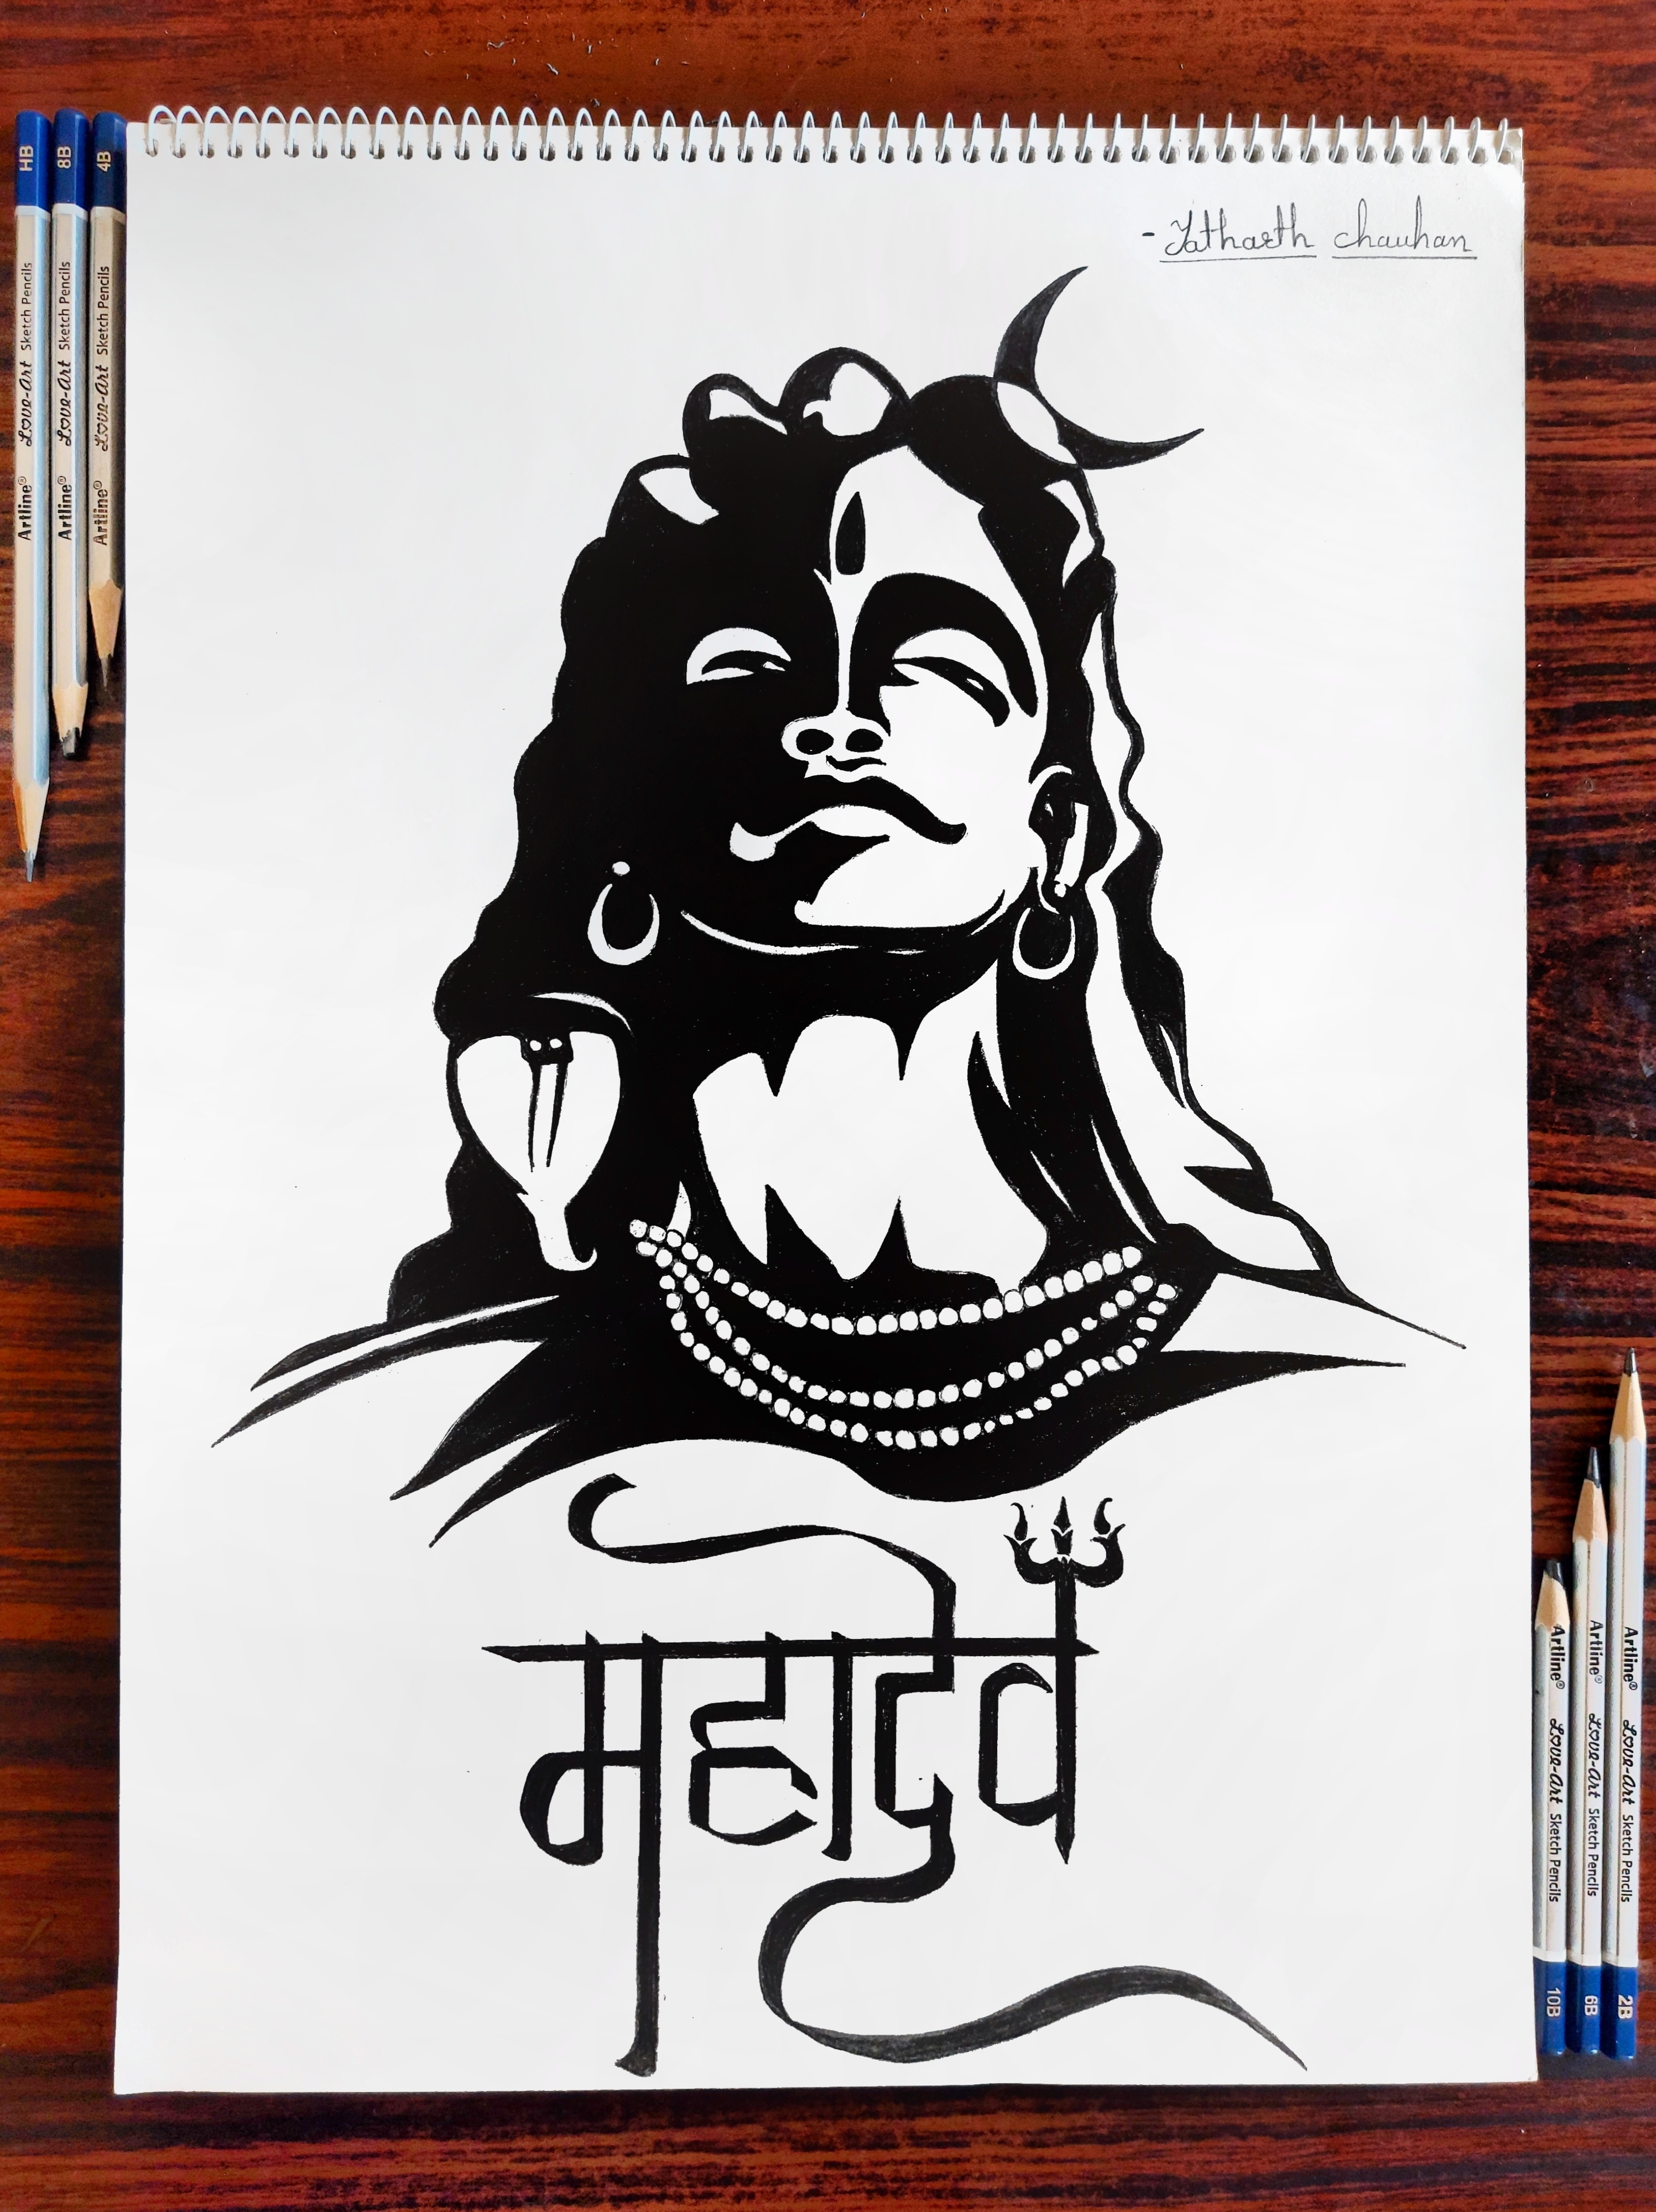 - Yatharth chauhan
महादेव
HB
Artline® Love-Art Sketch Pencils
8B
Artline® Love-Art Sketch Pencils
4B
Artline® Love-Art Sketch Pencils
Artline® Love-Art Sketch Pencils
10B
Artline® Love-Art Sketch Pencils
6B
Artline® Love-Art Sketch Pencils
2B